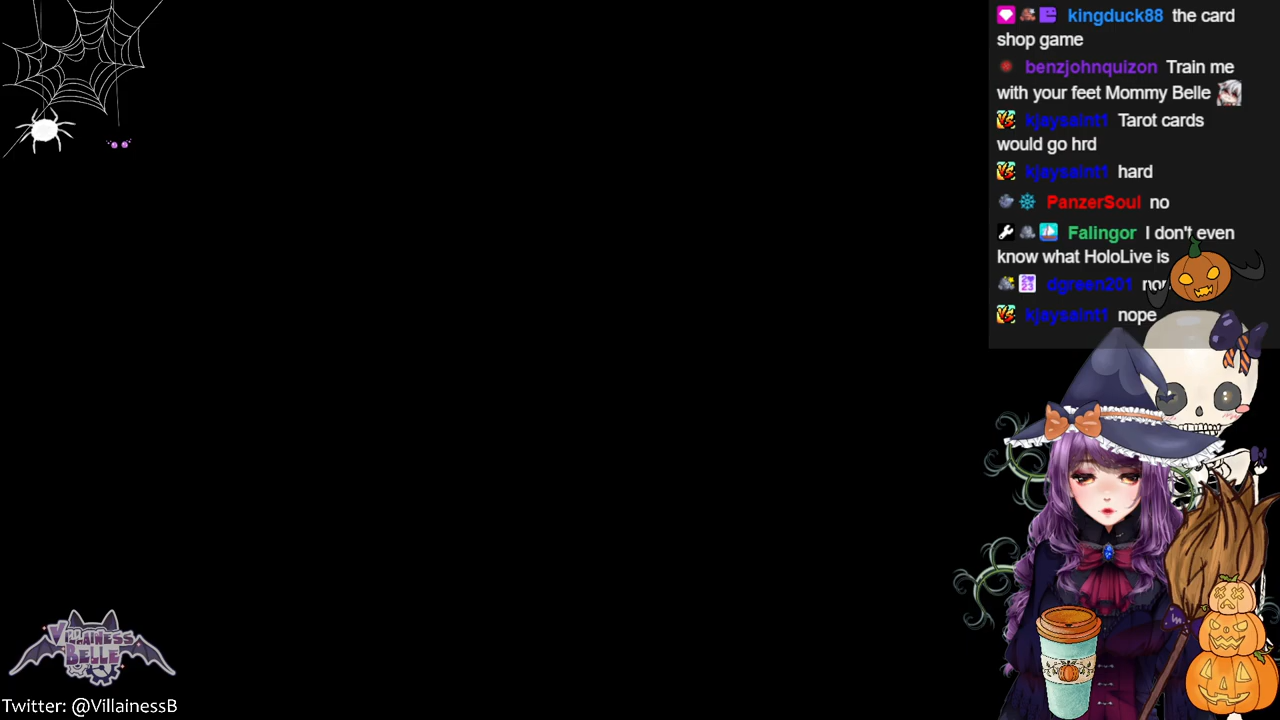 kingduck88 the card
shop game
benzjohnquizon Train me
with your feet Mommy Belle
kjaysaint1 Tarot cards
would go hrd
kjaysaint1 hard
PanzerSoul no
Falingor I don't even
know what HoloLive is
dgreen201
kjaysaint1 nope
VILLAINESS
BELLE
Twitter: @VillainessB